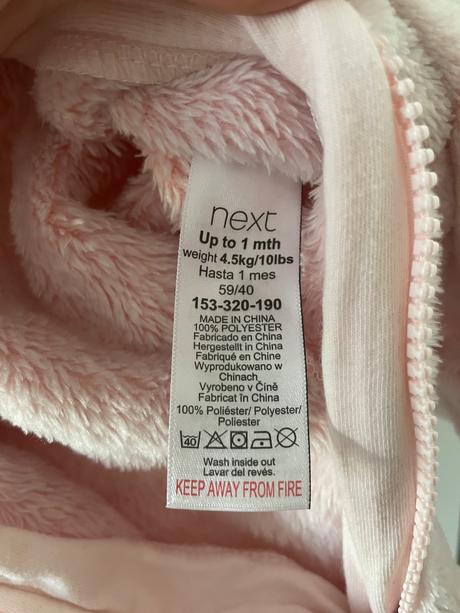 next
Up to 1 mth
weight 4.5kg/10lbs
Hasta 1 mes
59/40
153-320-190
MADE IN CHINA
100% POLYESTER
Fabricado en China
Hergestellt in China
Fabriqué en Chine
Wyprodukowano w
Chinach
Vyrobeno v Číně
Fabricat în China
100% Poliéster/ Polyester/
Poliester
40
Wash inside out
Lavar del revés.
KEEP AWAY FROM FIRE